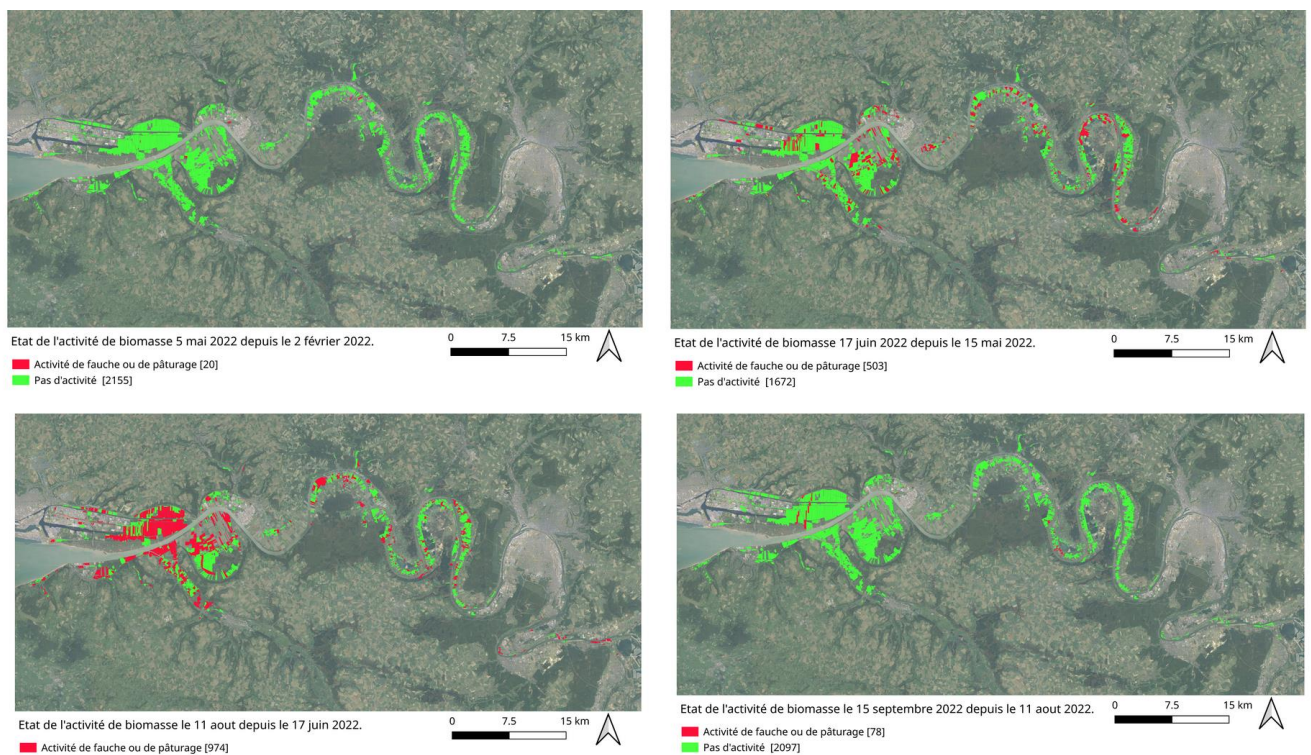 Etat de l'activité de biomasse 5 mai 2022 depuis le 2 février 2022.
0 7.5 15 km
Activité de fauche ou de pâturage [20]
Pas d'activité [2155]
Etat de l'activité de biomasse 17 juin 2022 depuis le 15 mai 2022.
0 7.5 15 km
Activité de fauche ou de pâturage [503]
Pas d'activité [1672]
Etat de l'activité de biomasse le 11 aout depuis le 17 juin 2022.
0 7.5 15 km
Activité de fauche ou de pâturage [974]
Etat de l'activité de biomasse le 15 septembre 2022 depuis le 11 aout 2022.
0 7.5 15 km
Activité de fauche ou de pâturage [78]
Pas d'activité [2097]